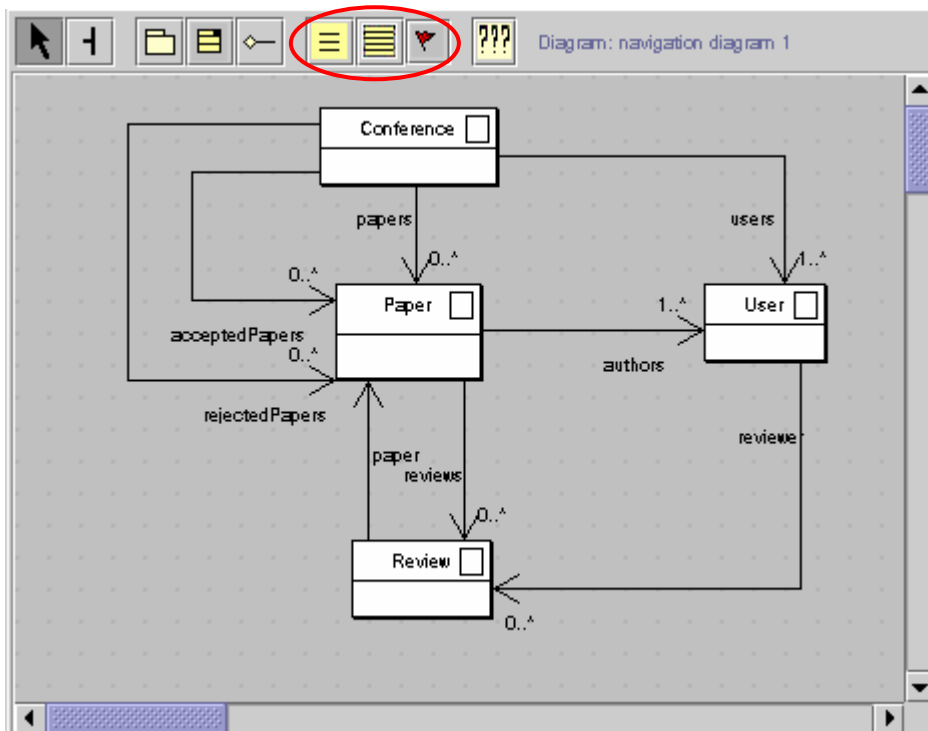 ??? Diagram: navigation diagram 1
Conference
papers
users
0..^
1..^
0..^
Paper
1..^
User
acceptedPapers
authors
0..^
rejectedPapers
reviewer
paper
reviews
0..^
Review
0..^